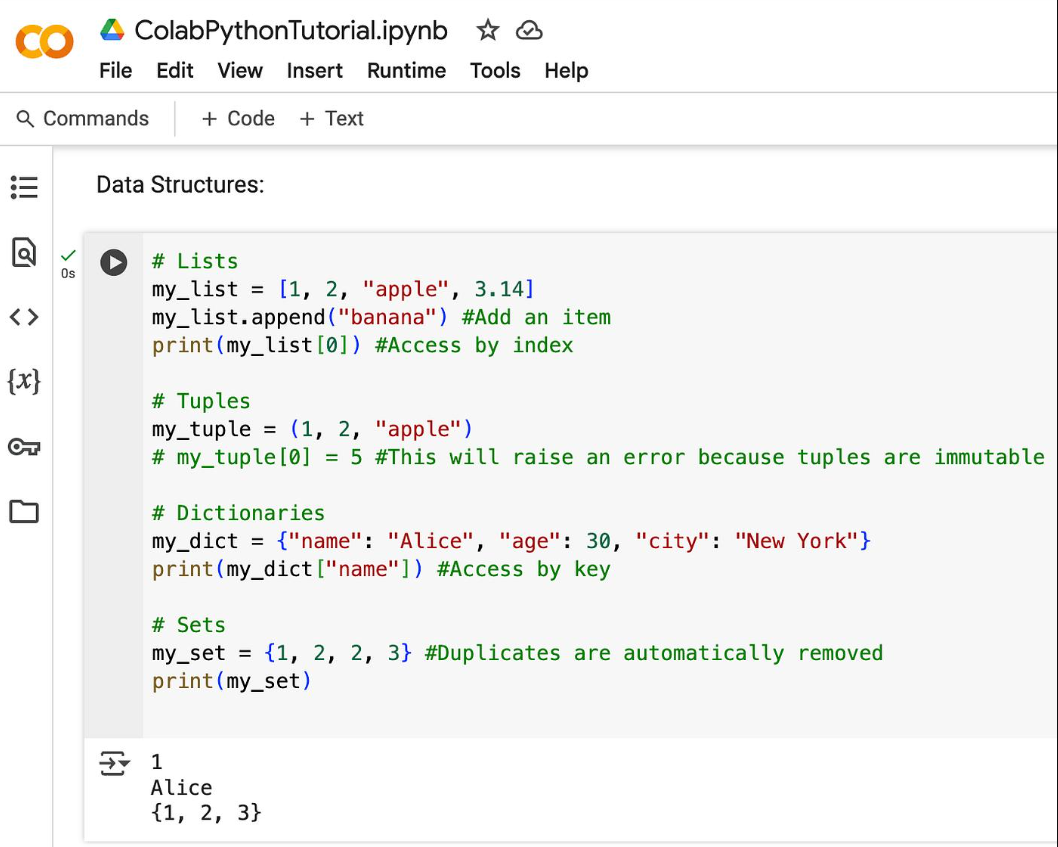 ColabPythonTutorial.ipynb
File Edit View Insert Runtime Tools Help
Commands + Code + Text
Data Structures:
0s
# Lists
my_list = [1, 2, "apple", 3.14]
my_list.append("banana") #Add an item
print(my_list[0]) #Access by index
# Tuples
my_tuple = (1, 2, "apple")
# my_tuple[0] = 5 #This will raise an error because tuples are immutable
# Dictionaries
my_dict = {"name": "Alice", "age": 30, "city": "New York"}
print(my_dict["name"]) #Access by key
# Sets
my_set = {1, 2, 2, 3} #Duplicates are automatically removed
print(my_set)
1
Alice
{1, 2, 3}